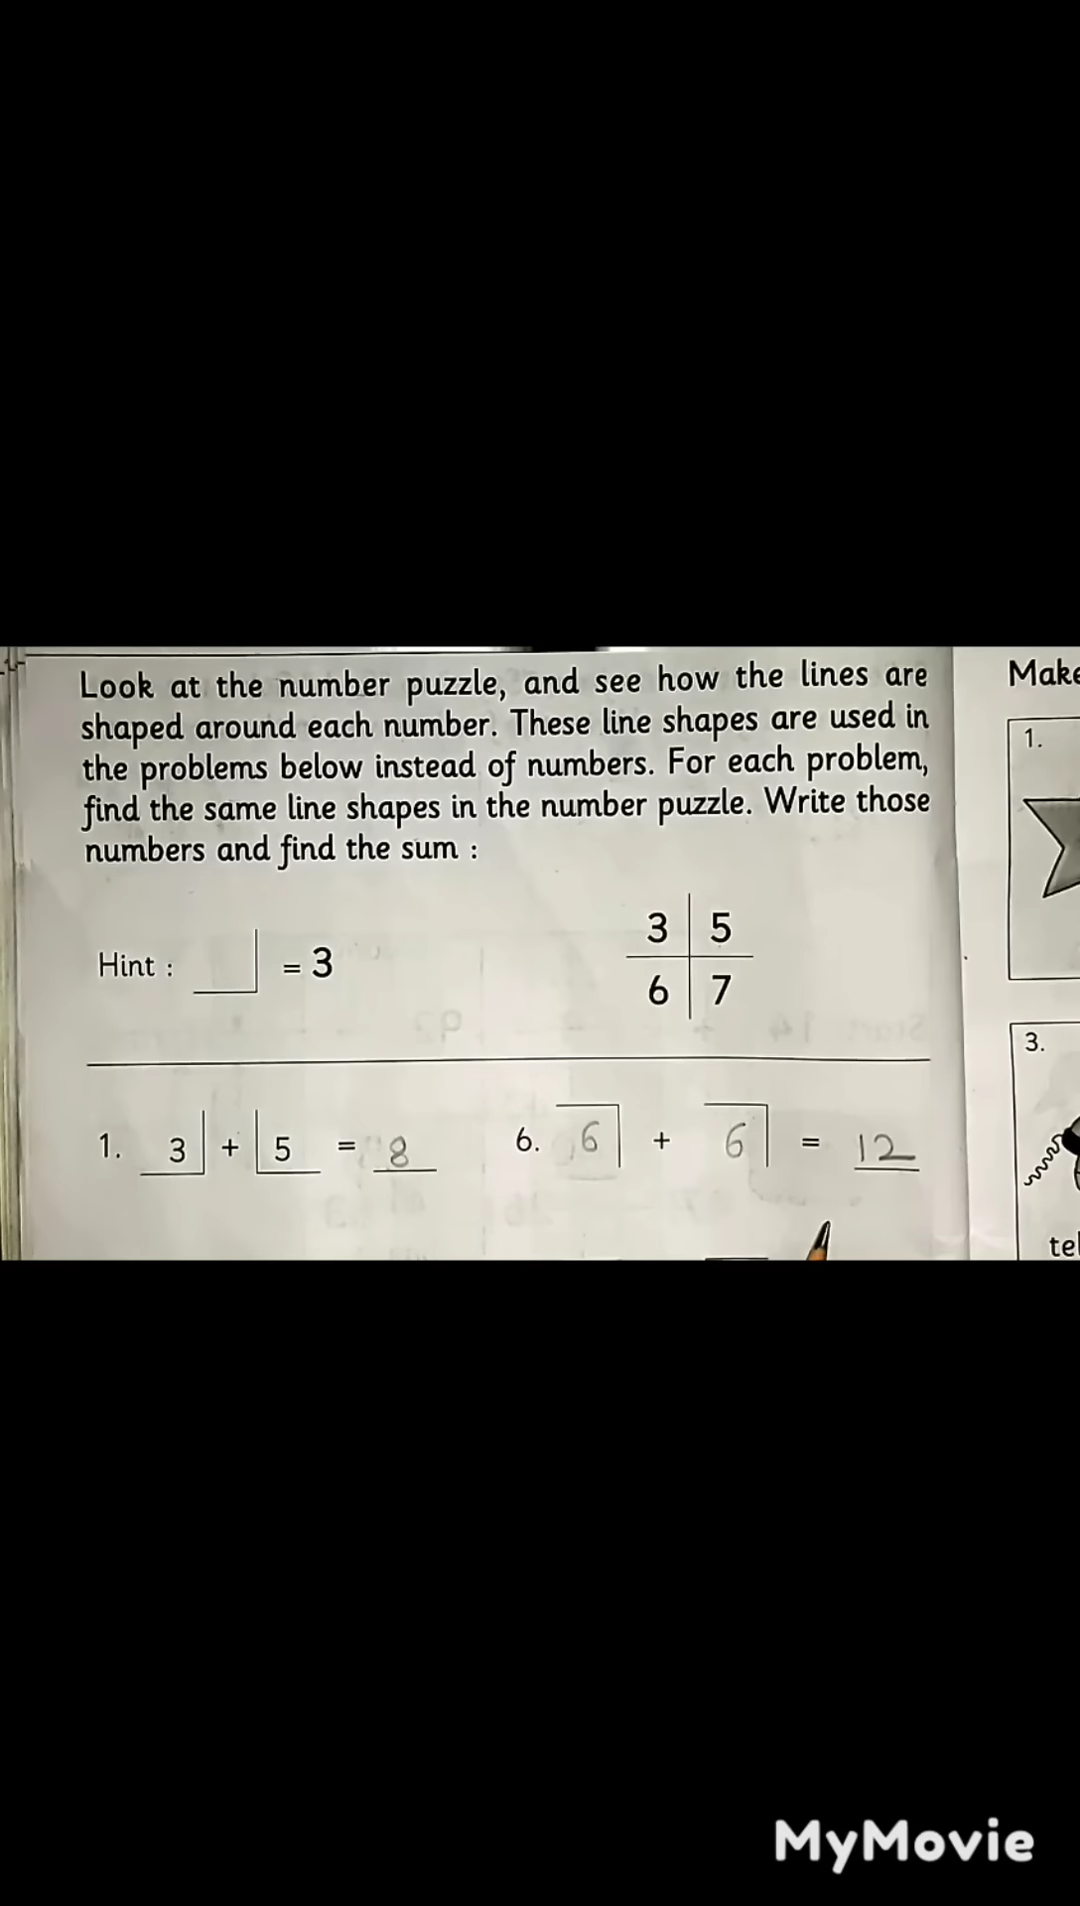 Look at the number puzzle, and see how the lines are
shaped around each number. These line shapes are used in
the problems below instead of numbers. For each problem,
find the same line shapes in the number puzzle. Write those
numbers and find the sum :
Hint : = 3
3 5
6 7
1. 3 + 5 = 8
6. 6 + 6 = 12
Make
1.
3.
tel
MyMovie